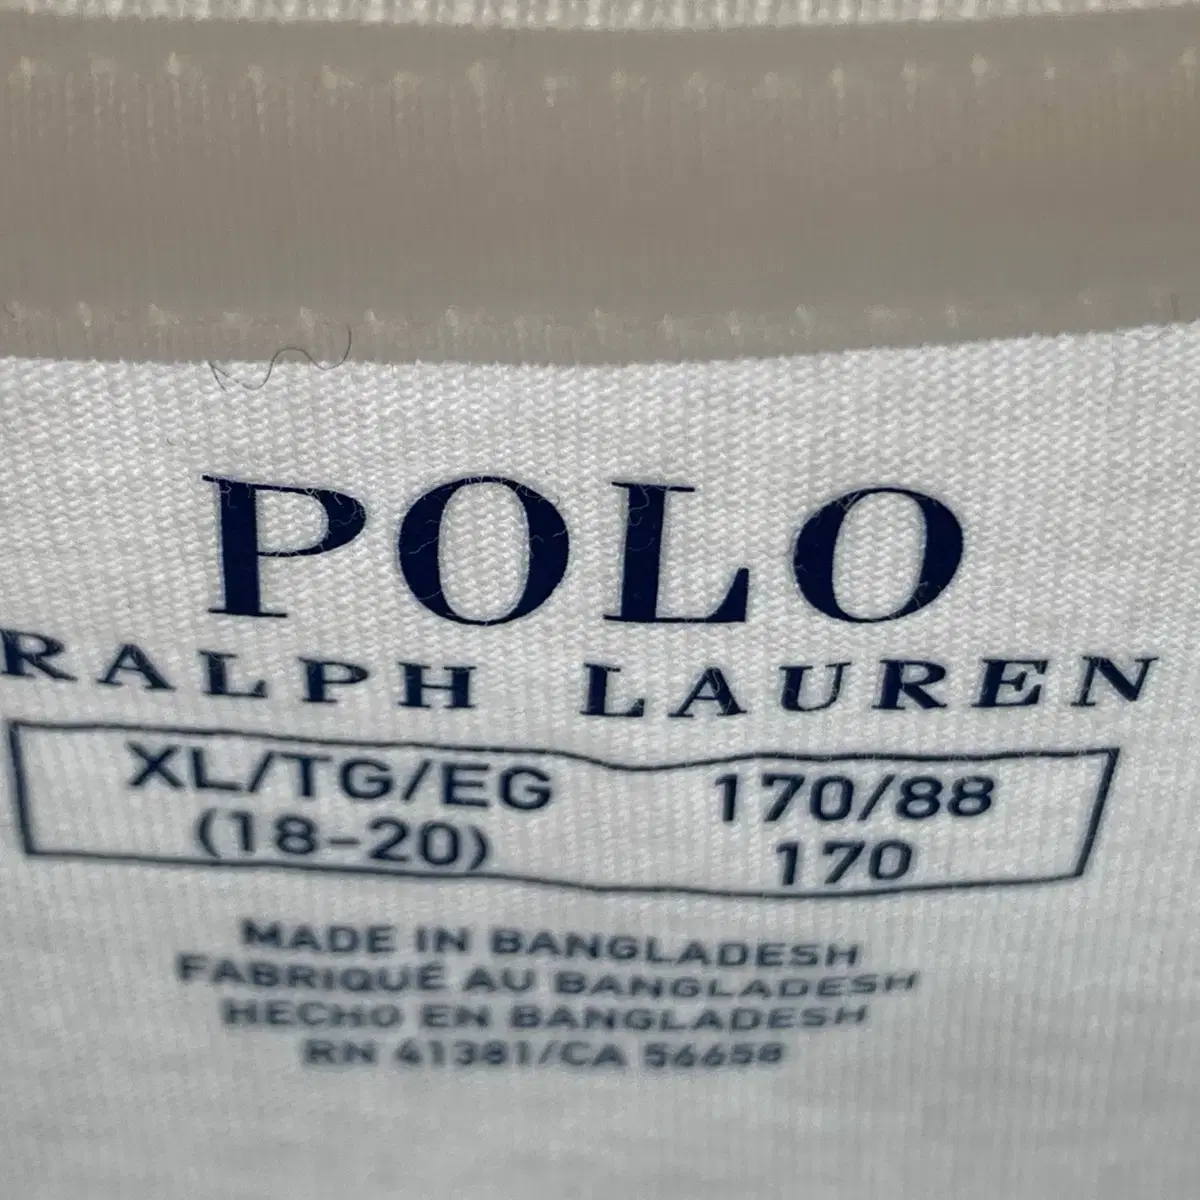 POLO
RALPH LAUREN
XL/TG/EG 170/88
(18-20) 170
MADE IN BANGLADESH
FABRIQUÉ AU BANGLADESH
HECHO EN BANGLADESH
RN 41381/CA 56658